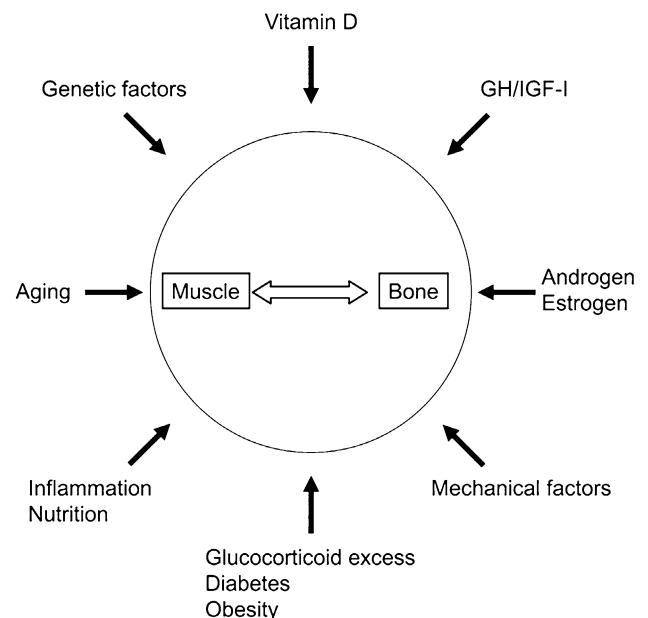 Vitamin D
Genetic factors
GH/IGF-I
Aging
Muscle
Bone
Androgen
Estrogen
Inflammation
Nutrition
Mechanical factors
Glucocorticoid excess
Diabetes
Obesity